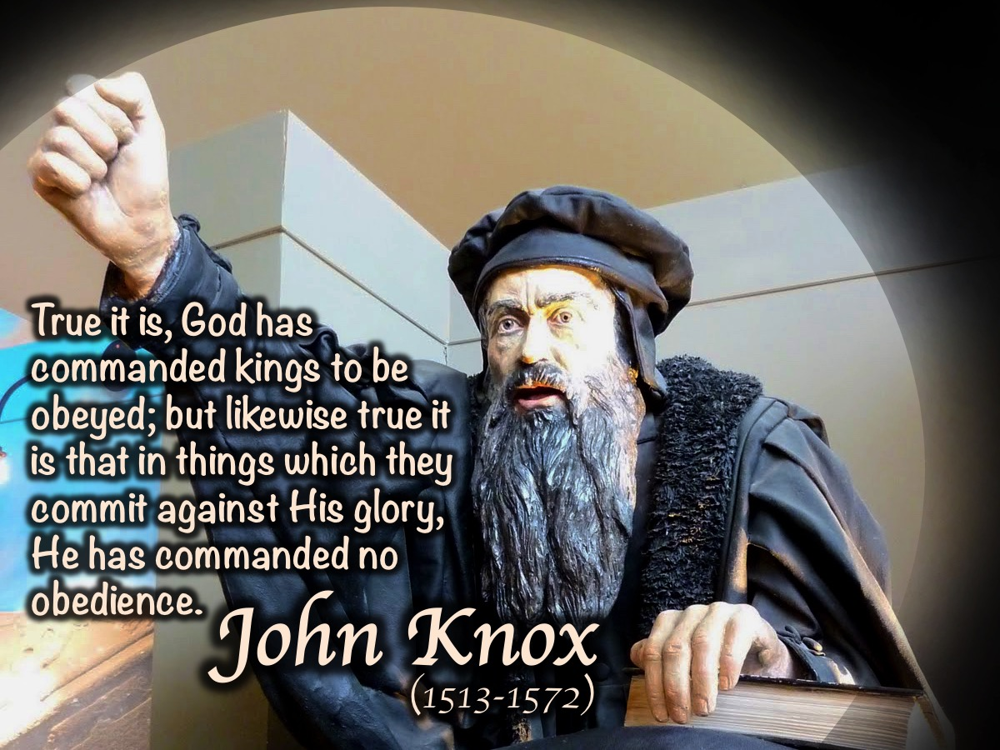 True it is, God has
commanded kings to be
obeyed; but likewise true it
is that in things which they
commit against His glory,
He has commanded no
obedience.
John Knox
(1513-1572)